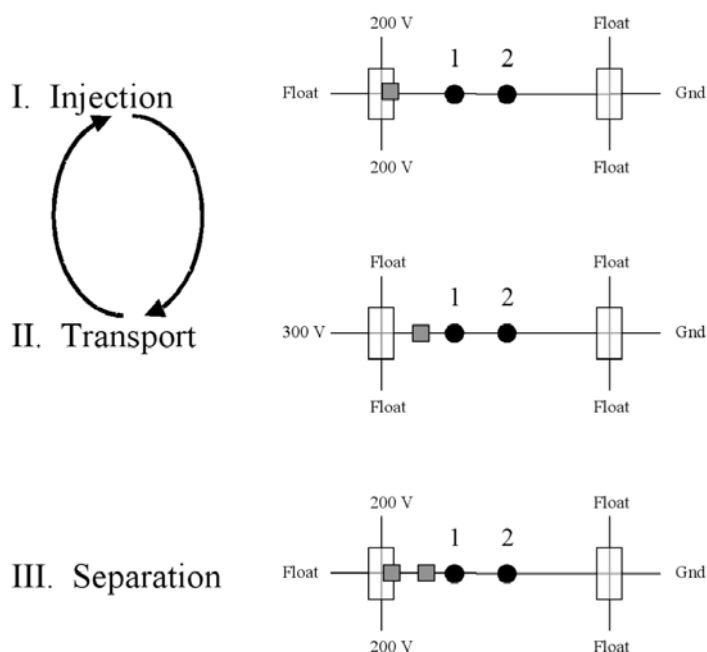 200 V
Float
1 2
I. Injection
Float
Gnd
200 V
Float
Float
Float
1 2
II. Transport
300 V
Gnd
Float
Float
200 V
Float
1 2
III. Separation
Float
Gnd
200 V
Float